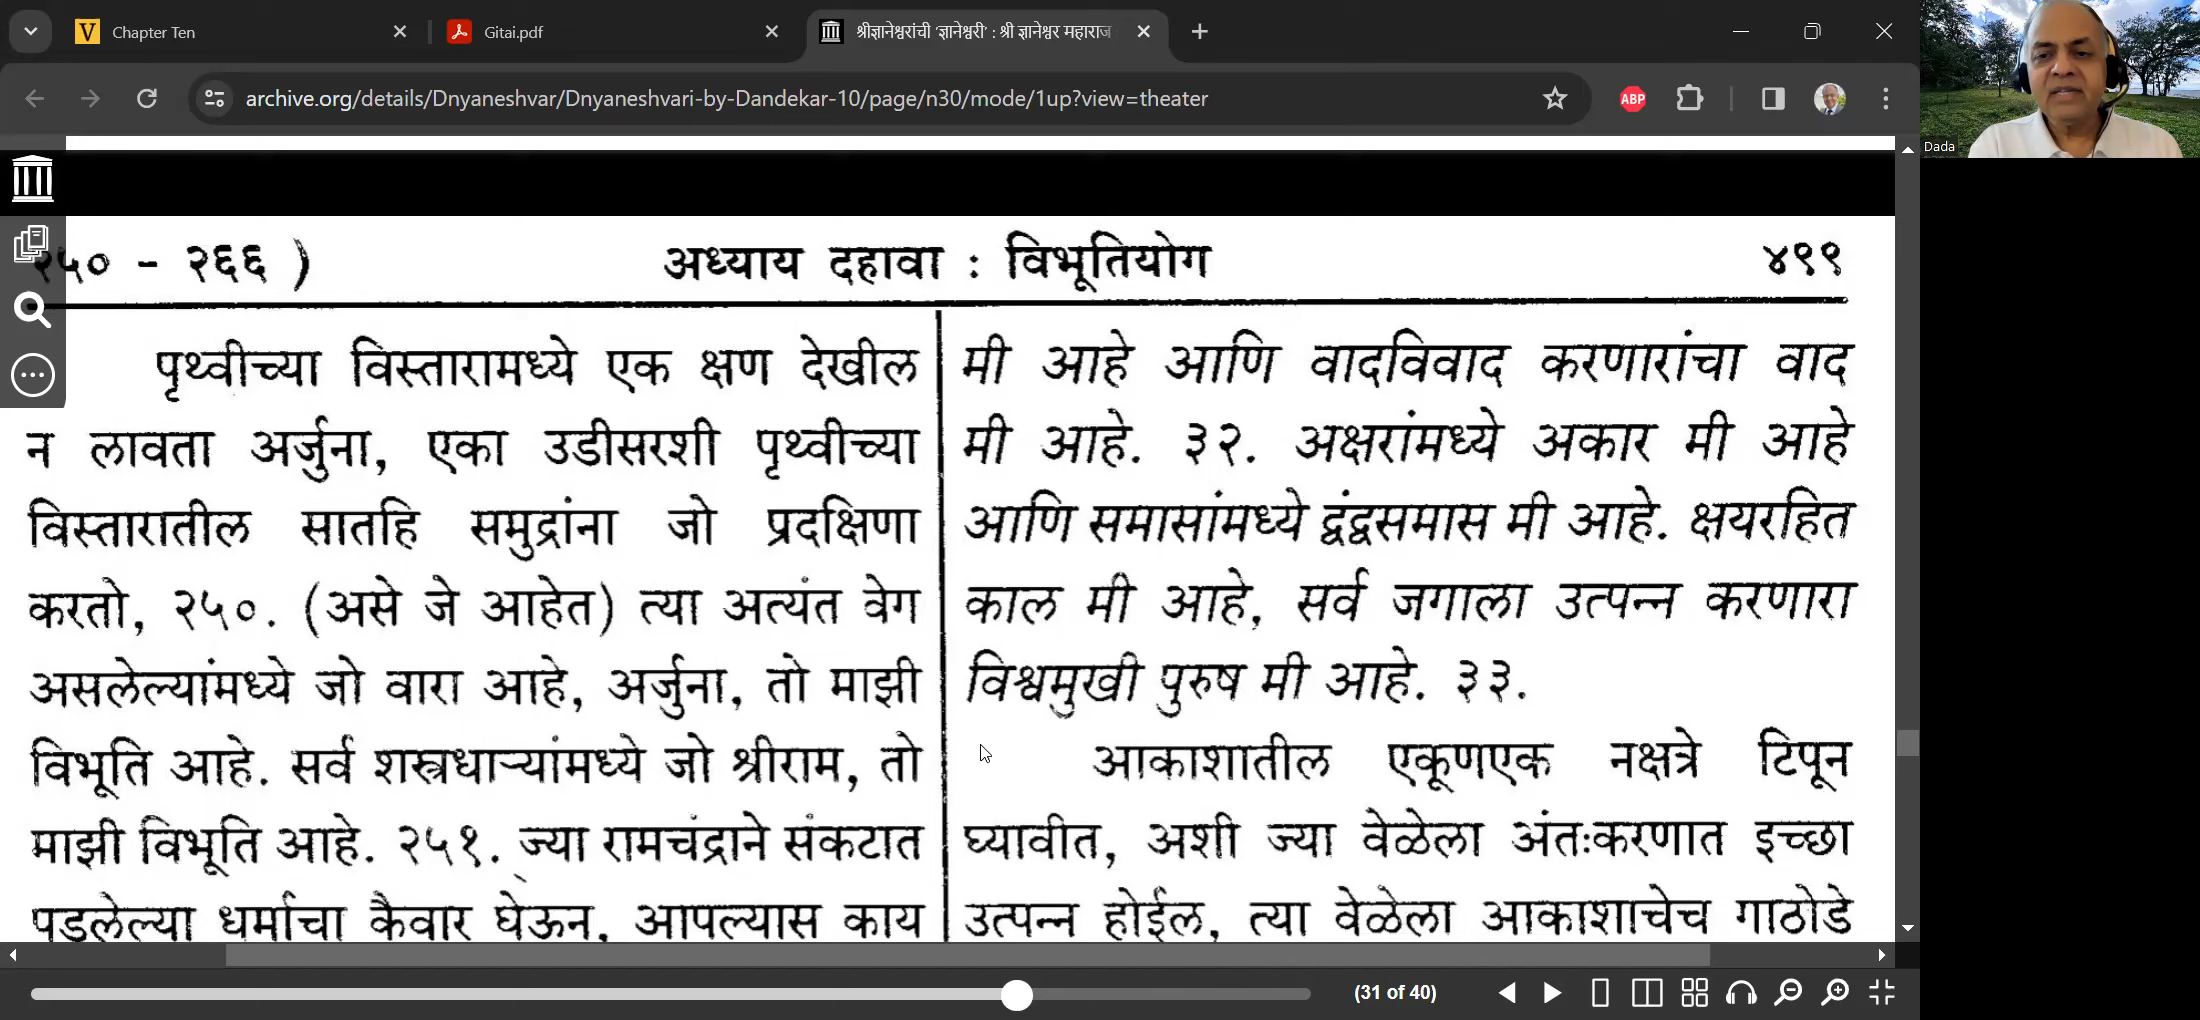 Chapter Ten
Gitai.pdf
श्रीज्ञानेश्वरांची 'ज्ञानेश्वरी' : श्री ज्ञानेश्वर महाराज
archive.org/details/Dnyaneshvar/Dnyaneshvari-by-Dandekar-10/page/n30/mode/1up?view=theater
ABP
Dada
२५० - २६६ ) अध्याय दहावा : विभूतियोग ४९९
पृथ्वीच्या विस्तारामध्ये एक क्षण देखील
न लावता अर्जुना, एका उडीसरशी पृथ्वीच्या
विस्तारातील सातहि समुद्रांना जो प्रदक्षिणा
करतो, २५०. (असे जे आहेत) त्या अत्यंत वेग
असलेल्यांमध्ये जो वारा आहे, अर्जुना, तो माझी
विभूति आहे. सर्व शस्त्रधाऱ्यांमध्ये जो श्रीराम, तो
माझी विभूति आहे. २५१. ज्या रामचंद्राने संकटात
पडलेल्या धर्माचा कैवार घेऊन, आपल्यास काय
मी आहे आणि वादविवाद करणारांचा वाद
मी आहे. ३२. अक्षरांमध्ये अकार मी आहे
आणि समासांमध्ये द्वंद्वसमास मी आहे. क्षयरहित
काल मी आहे, सर्व जगाला उत्पन्न करणारा
विश्वमुखी पुरुष मी आहे. ३३.
आकाशातील एकूणएक नक्षत्रे टिपून
घ्यावीत, अशी ज्या वेळेला अंतःकरणात इच्छा
उत्पन्न होईल, त्या वेळेला आकाशाचेच गाठोडे
(31 of 40)